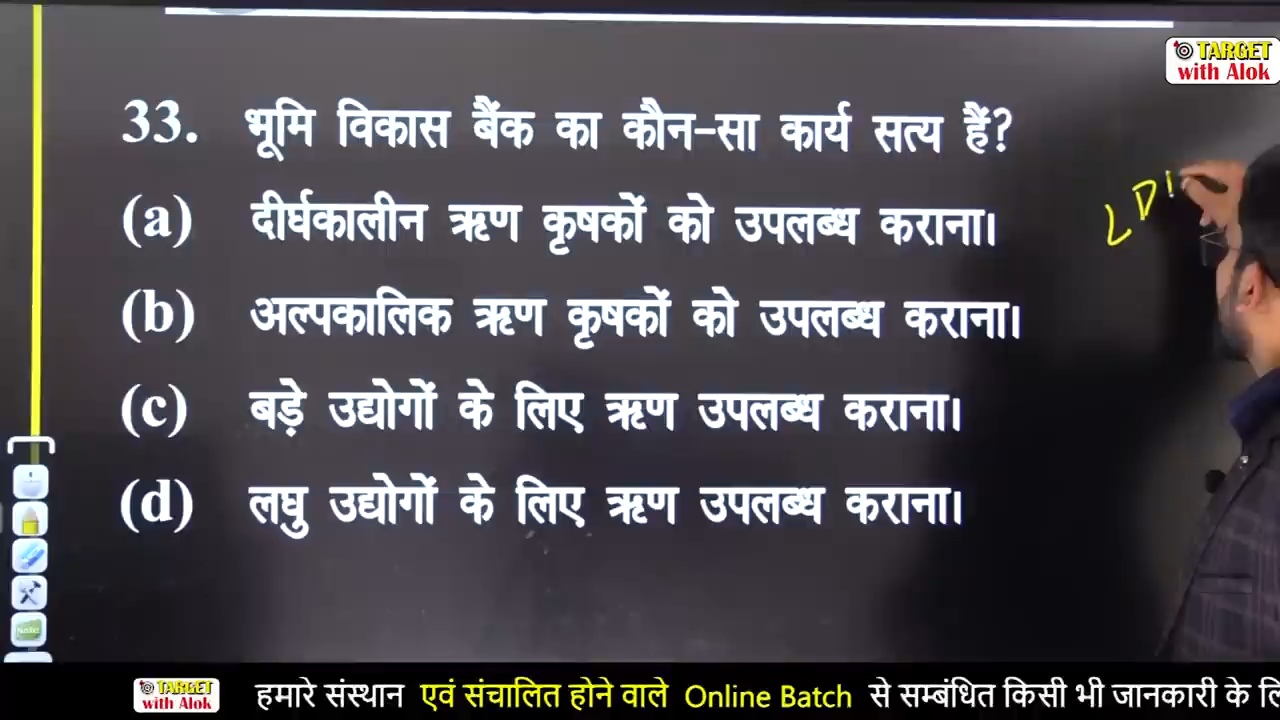 TARGET
with Alok
33. भूमि विकास बैंक का कौन-सा कार्य सत्य हैं?
(a) दीर्घकालीन ऋण कृषकों को उपलब्ध कराना।
(b) अल्पकालिक ऋण कृषकों को उपलब्ध कराना।
(c) बड़े उद्योगों के लिए ऋण उपलब्ध कराना।
(d) लघु उद्योगों के लिए ऋण उपलब्ध कराना।
LD
TARGET
with Alok
हमारे संस्थान एवं संचालित होने वाले Online Batch से सम्बंधित किसी भी जानकारी के